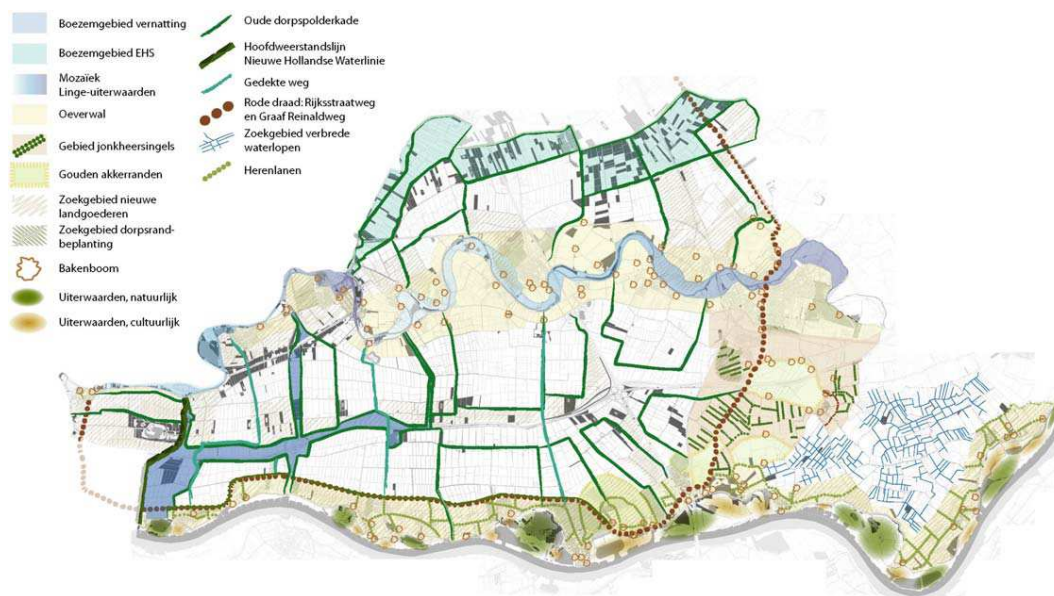 Boezemgebied vernatting
Boezemgebied EHS
Mozaïek
Linge-uiterwaarden
Oeverwal
Gebied jonkheersingels
Gouden akkerranden
Zoekgebied nieuwe
landgoederen
Zoekgebied dorpsrand-
beplanting
Bakenboom
Uiterwaarden, natuurlijk
Uiterwaarden, cultuurlijk
Oude dorpspolderkade
Hoofdweerstandslijn
Nieuwe Hollandse Waterlinie
Gedekte weg
Rode draad: Rijksstraatweg
en Graaf Reinaldweg
Zoekgebied verbrede
waterlopen
Herenlanen